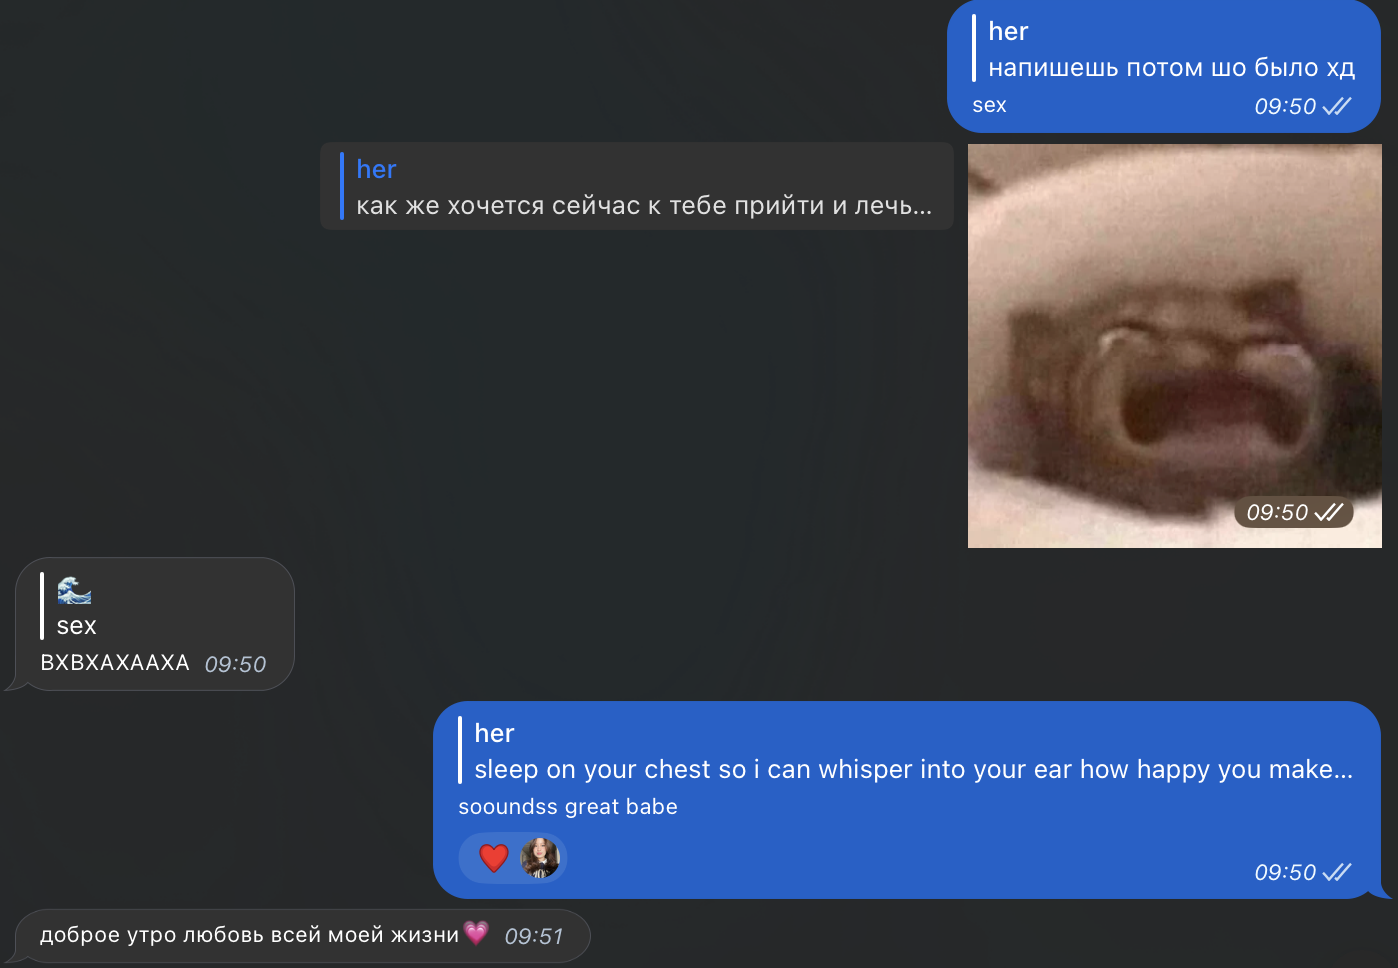 her
напишешь потом шо было хд
sex
09:50
her
как же хочется сейчас к тебе прийти и лечь...
09:50
🌊
sex
ВХВХАХААХА 09:50
her
sleep on your chest so i can whisper into your ear how happy you make...
sooundss great babe
❤️
09:50
доброе утро любовь всей моей жизни💗 09:51